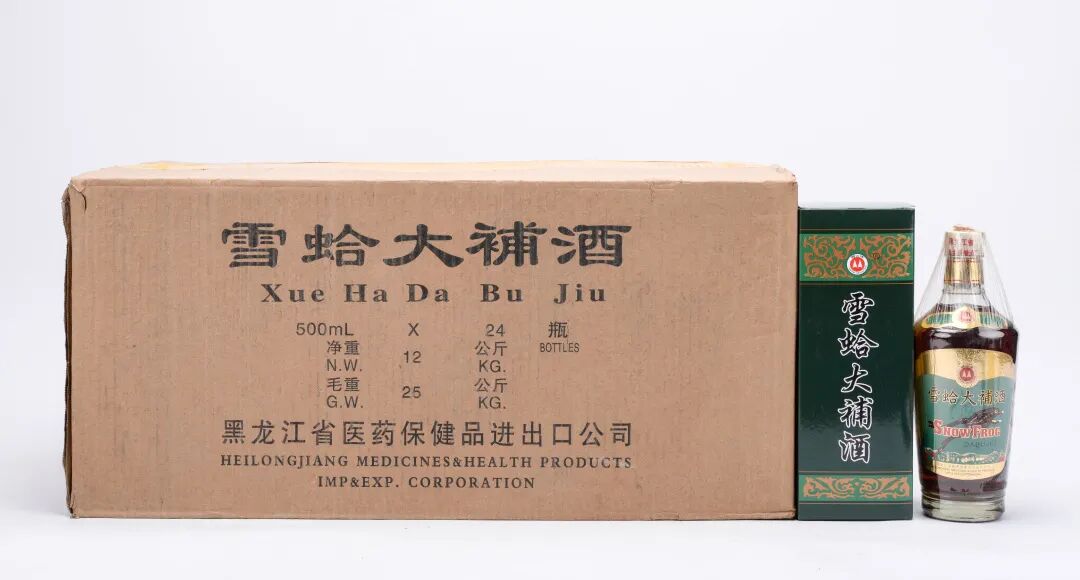 雪蛤大補酒
Xue Ha Da Bu Jiu
500mL X 24 瓶
BOTTLES
净重 12 公斤
N.W. KG.
毛重 25 公斤
G.W. KG.
黑龙江省医药保健品进出口公司
HEILONGJIANG MEDICINES&HEALTH PRODUCTS
IMP&EXP. CORPORATION
雪蛤大補酒
雪蛤大補酒
SNOW FROG